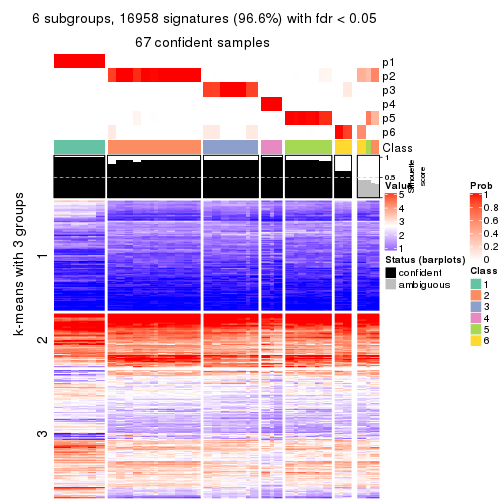 6 subgroups, 16958 signatures (96.6%) with fdr < 0.05
67 confident samples
p1
p2
p3
p4
p5
p6
Class
1
0.5
0
Silhouette
score
k-means with 3 groups
1
2
3
Value
5
4
3
2
1
Status (barplots)
confident
ambiguous
Prob
1
0.8
0.6
0.4
0.2
0
Class
1
2
3
4
5
6